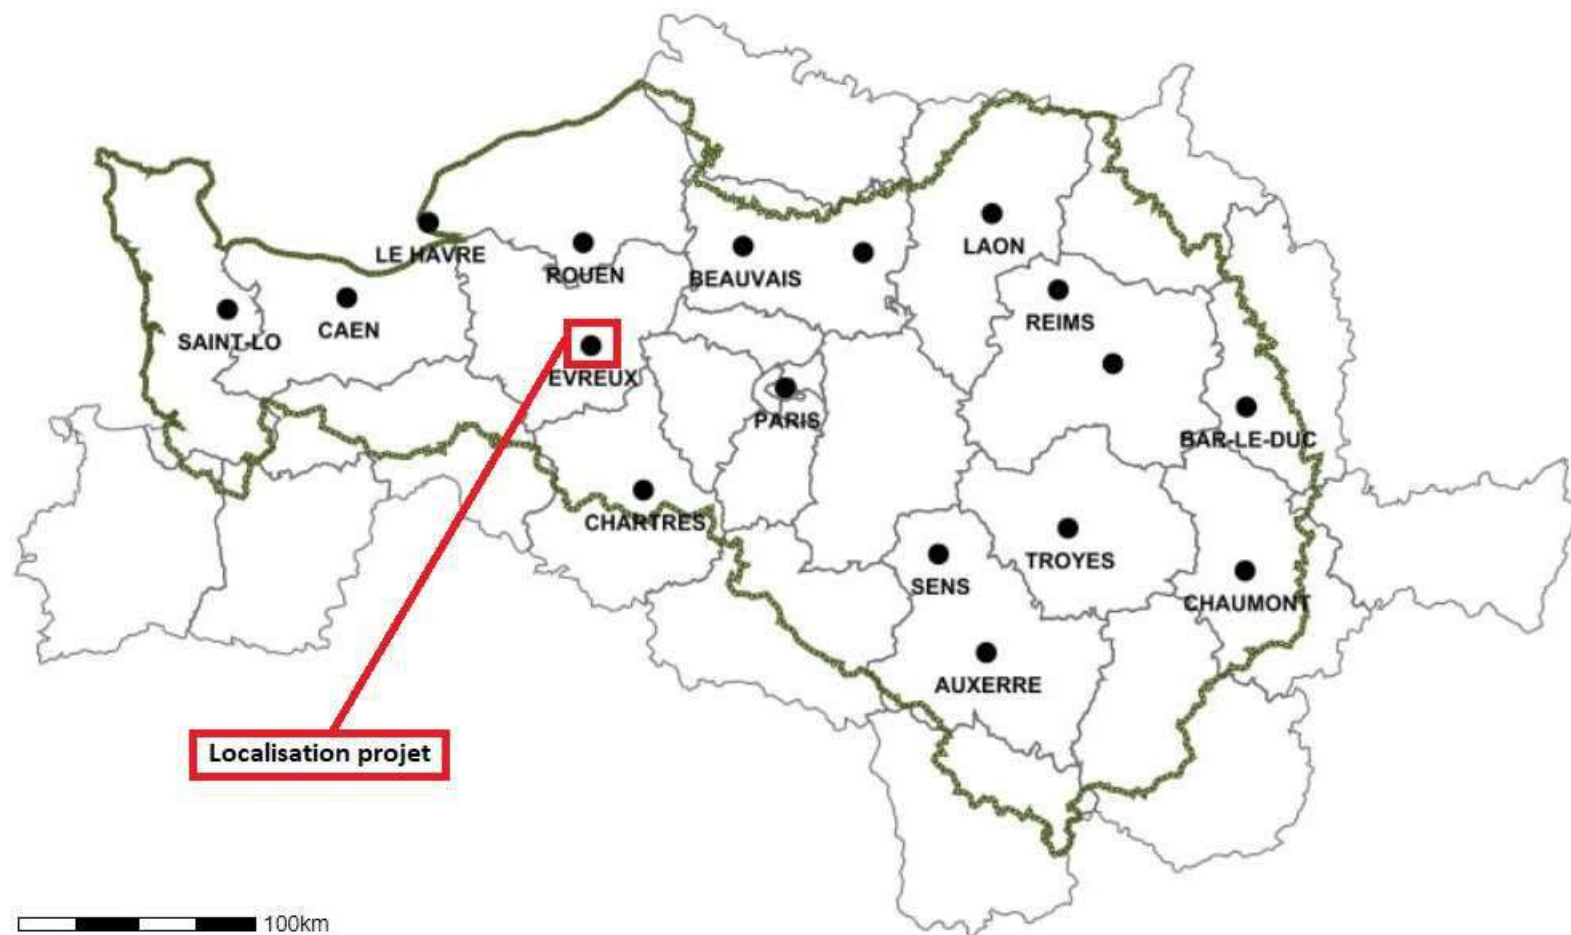 LE HAVRE
ROUEN
BEAUVAIS
LAON
SAINT-LO
CAEN
REIMS
EVREUX
PARIS
BAR-LE-DUC
CHARTRES
SENS
TROYES
CHAUMONT
AUXERRE
Localisation projet
100km